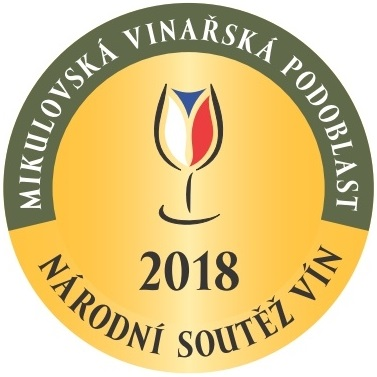 MIKULOVSKÁ VINAŘSKÁ PODOBLAST
2018
NÁRODNÍ SOUTĚŽ VÍN